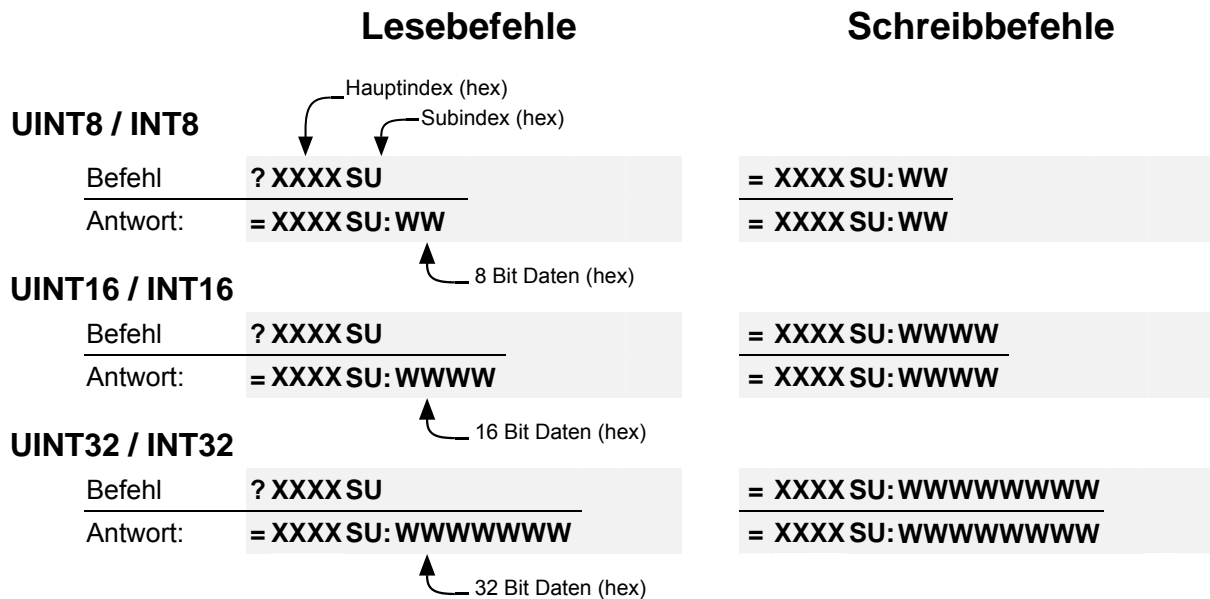 Lesebefehle Schreibbefehle
Hauptindex (hex)
Subindex (hex)
UINT8 / INT8
Befehl ? XXXX SU = XXXX SU: WW
Antwort: = XXXX SU: WW = XXXX SU: WW
8 Bit Daten (hex)
UINT16 / INT16
Befehl ? XXXX SU = XXXX SU: WWWW
Antwort: = XXXX SU: WWWW = XXXX SU: WWWW
16 Bit Daten (hex)
UINT32 / INT32
Befehl ? XXXX SU = XXXX SU: WWWWWWWW
Antwort: = XXXX SU: WWWWWWW = XXXX SU: WWWWWWWW
32 Bit Daten (hex)